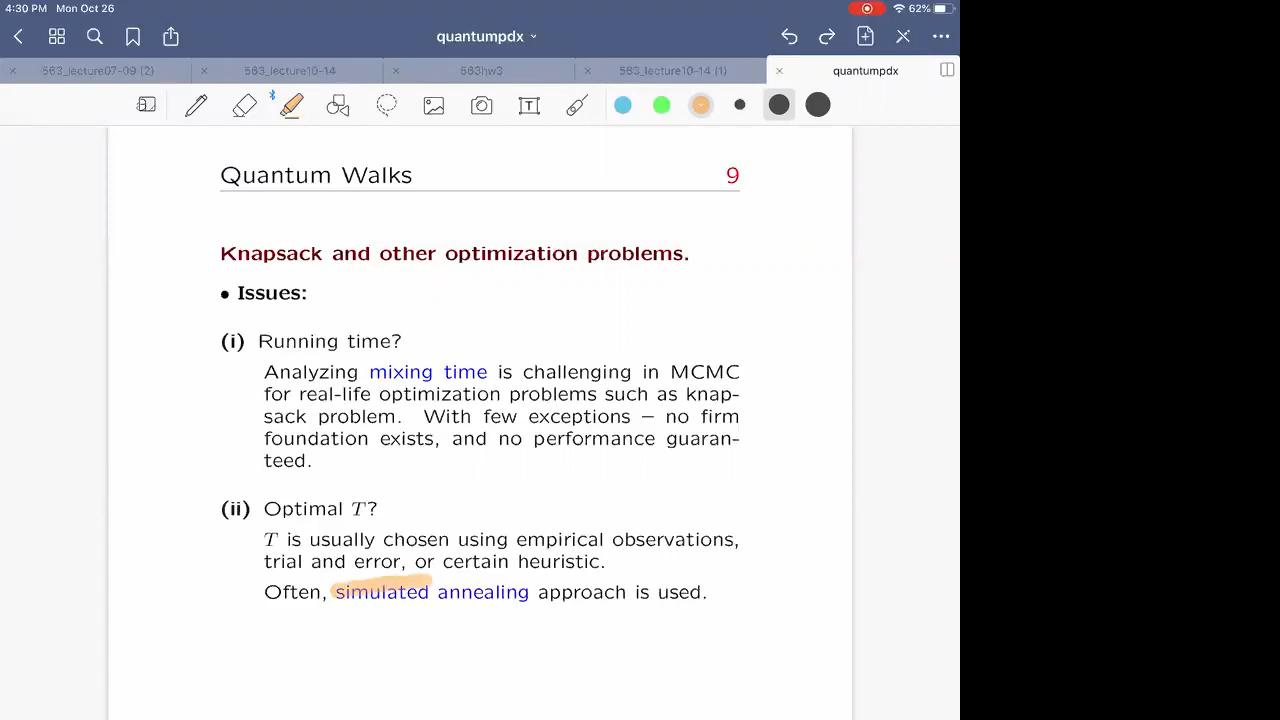 4:30 PM Mon Oct 26
62%
quantumpdx
563_lecture07-09 (2)
563_lecture10-14
563hw3
563_lecture10-14 (1)
quantumpdx
T
Quantum Walks 9
Knapsack and other optimization problems.
• Issues:
(i) Running time?
Analyzing mixing time is challenging in MCMC
for real-life optimization problems such as knap-
sack problem. With few exceptions – no firm
foundation exists, and no performance guaran-
teed.
(ii) Optimal T?
T is usually chosen using empirical observations,
trial and error, or certain heuristic.
Often, simulated annealing approach is used.